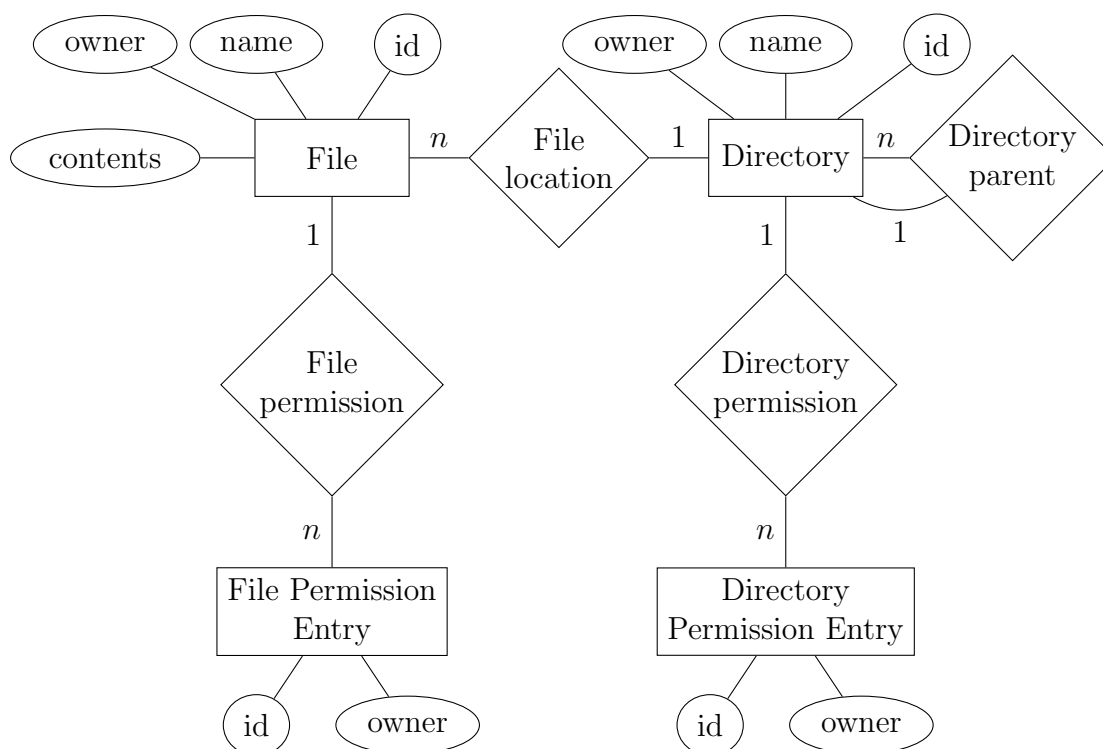 owner
name
id
owner
name
id
contents
File
n
File
location
1
Directory
n
Directory
parent
1
1
1
File
permission
Directory
permission
n
n
File Permission
Entry
Directory
Permission Entry
id
owner
id
owner